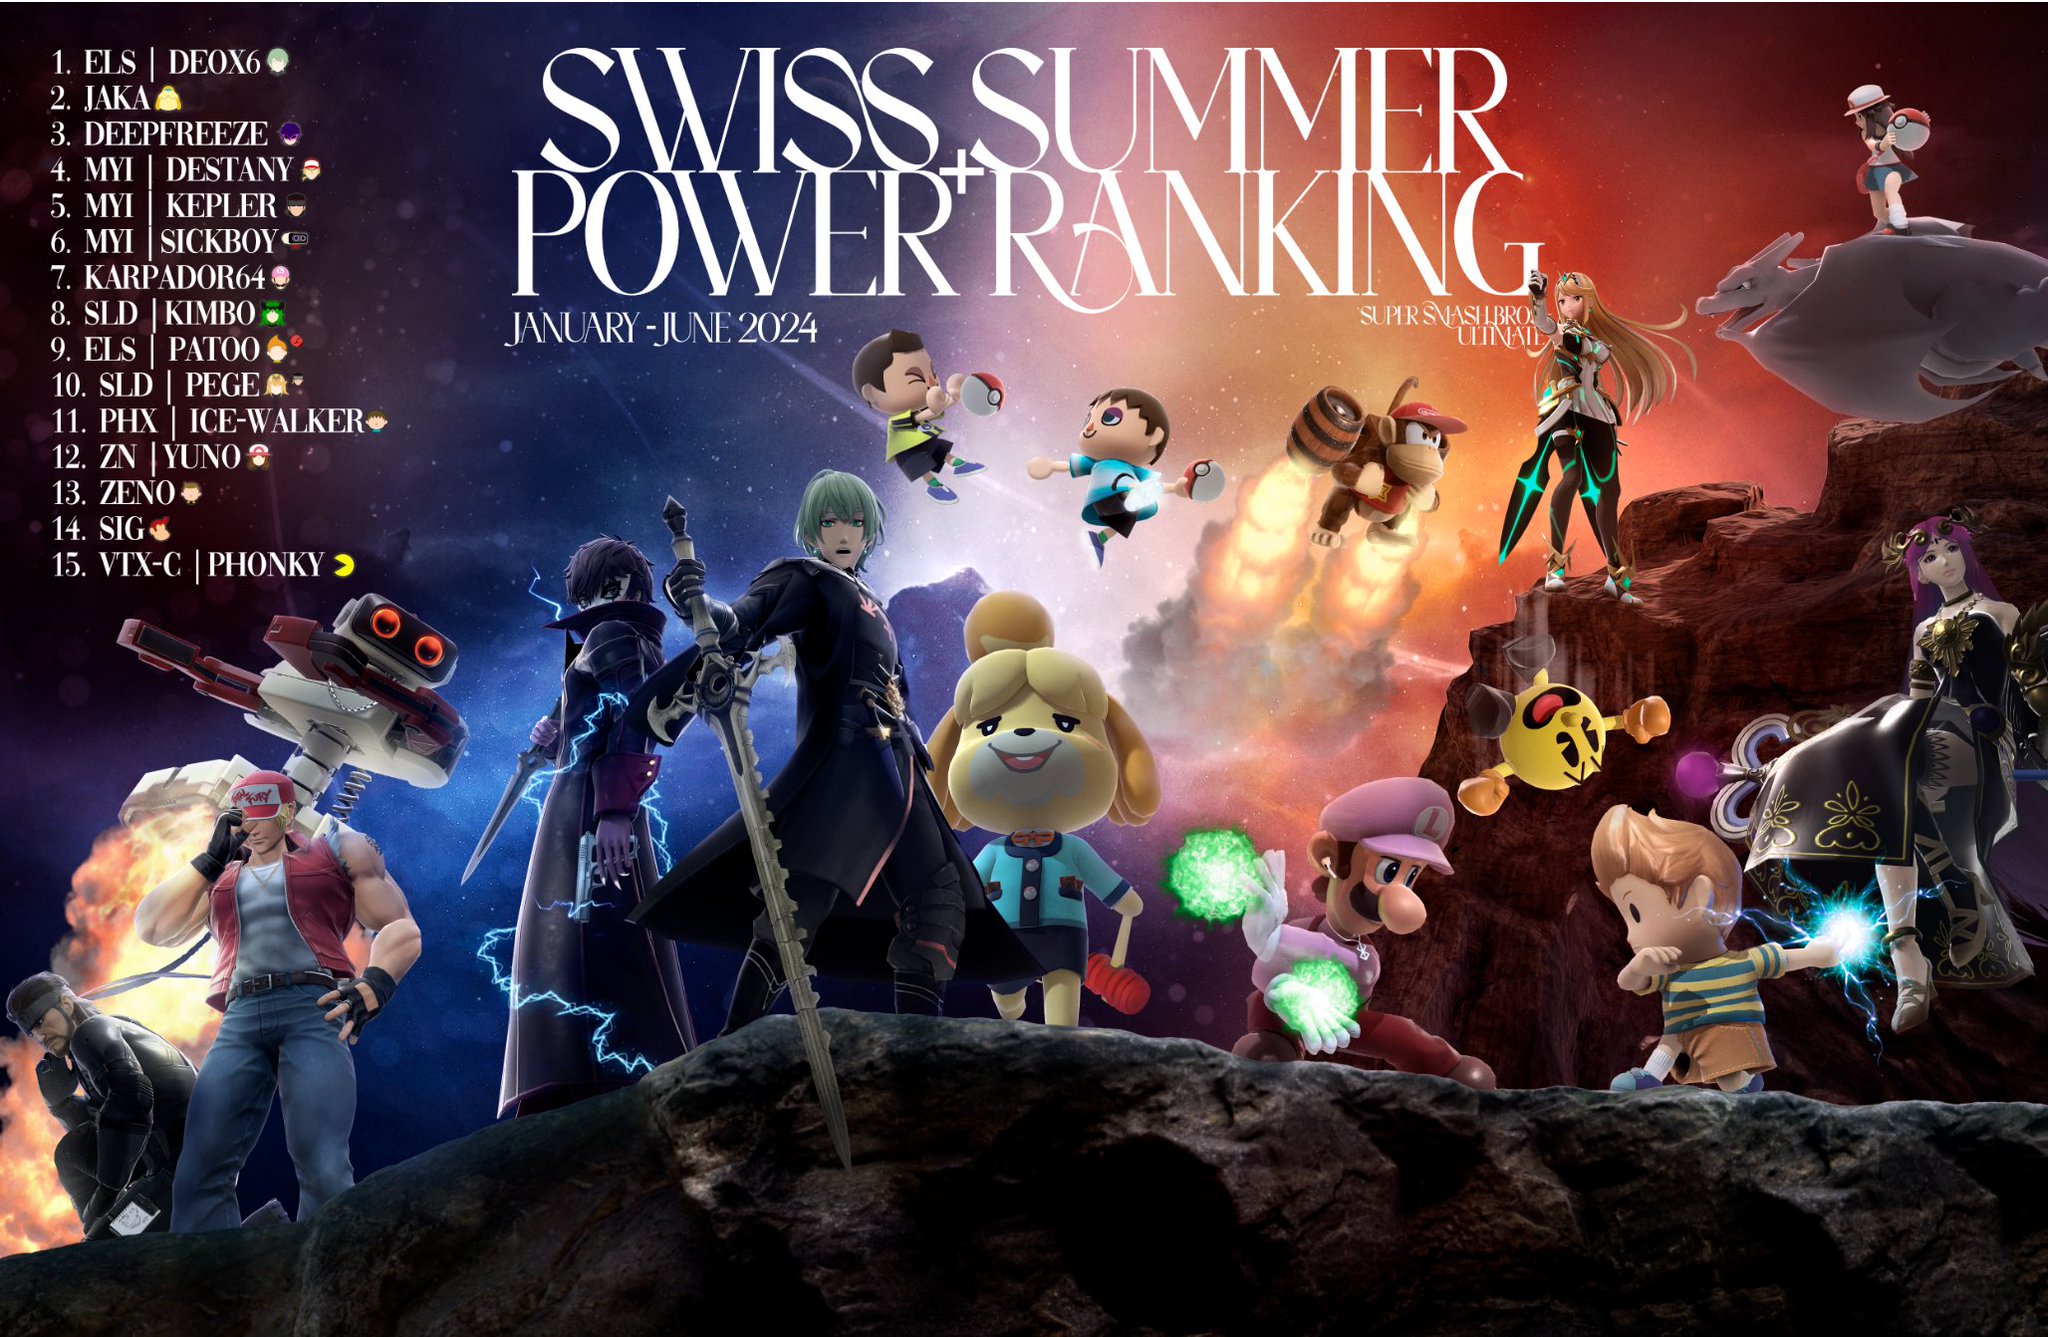 1. ELS | DEOX6
2. JAKA
3. DEEPFREEZE
4. MYI | DESTANY
5. MYI | KEPLER
6. MYI | SICKBOY
7. KARPADOR64
8. SLD | KIMBO
9. ELS | PATOO
10. SLD | PEGE
11. PHX | ICE-WALKER
12. ZN | YUNO
13. ZENO
14. SIG
15. VTX-C | PHONKY
SWISS SUMMER
+
POWER RANKING
JANUARY - JUNE 2024
SUPER SMASH BROS.
ULTIMATE
L